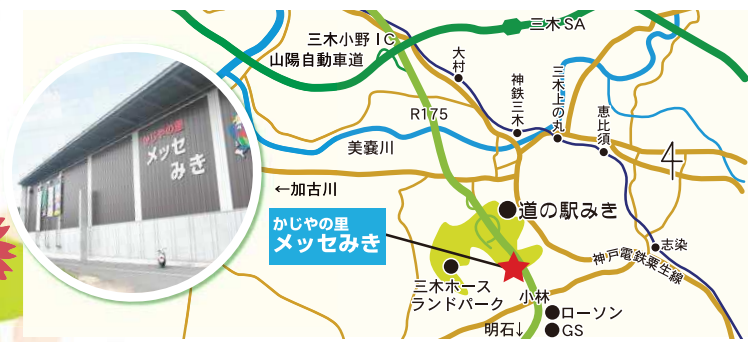 三木SA
三木小野IC
山陽自動車道
大村
神鉄三木
三木上の丸
恵比須
R175
美嚢川
かじやの里
メッセ
みき
←加古川
道の駅みき
かじやの里
メッセみき
志染
神戸電鉄粟生線
三木ホース
ランドパーク
小林
ローソン
明石↓
GS